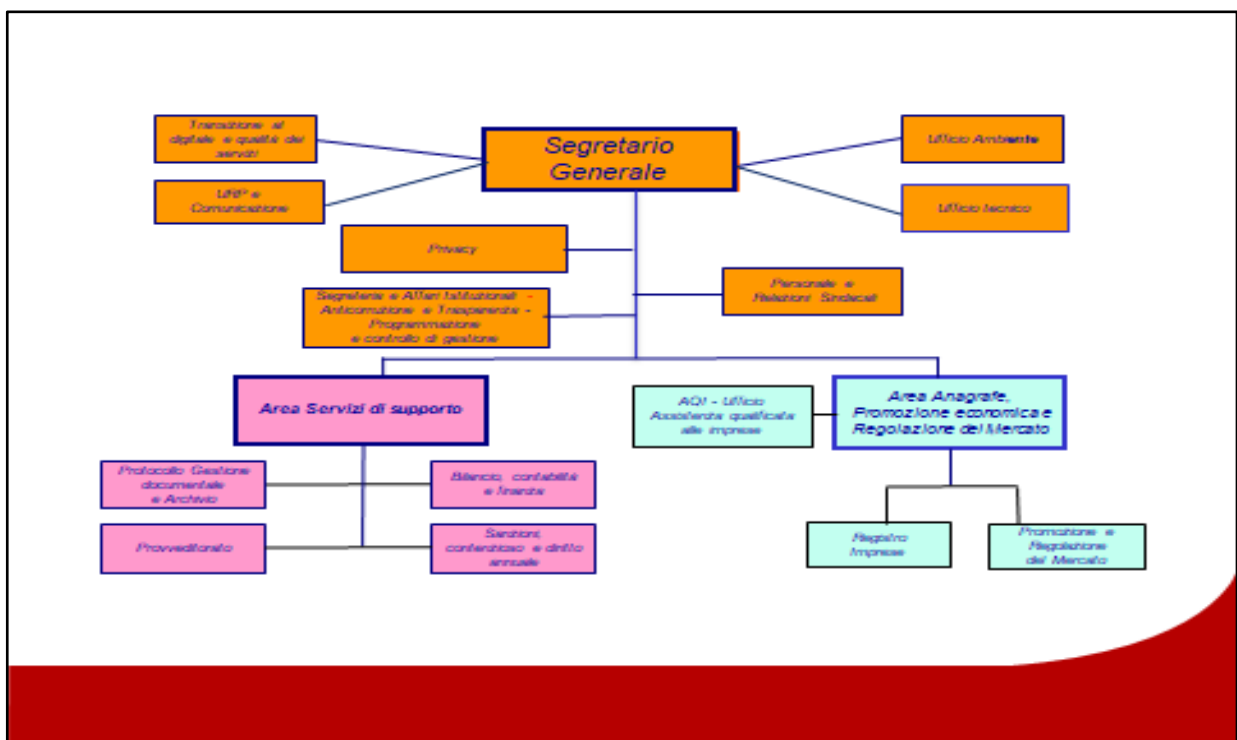 Transizione al
digitale e qualità dei
servizi
Segretario
Generale
Ufficio Ambiente
URP e
Comunicazione
Ufficio tecnico
Privacy
Segreteria e Affari Istituzionali -
Anticorruzione e Trasparenza -
Programmazione
e controllo di gestione
Personale e
Relazioni Sindacali
Area Servizi di supporto
AQI - Ufficio
Assistenza qualificata
alle imprese
Area Anagrafe,
Promozione economica e
Regolazione del Mercato
Protocollo Gestione
documentale
e Archivio
Bilancio, contabilità
e finanza
Provveditorato
Sanzioni,
contenzioso e diritto
annuale
Registro
Imprese
Promozione e
Regolazione
del Mercato